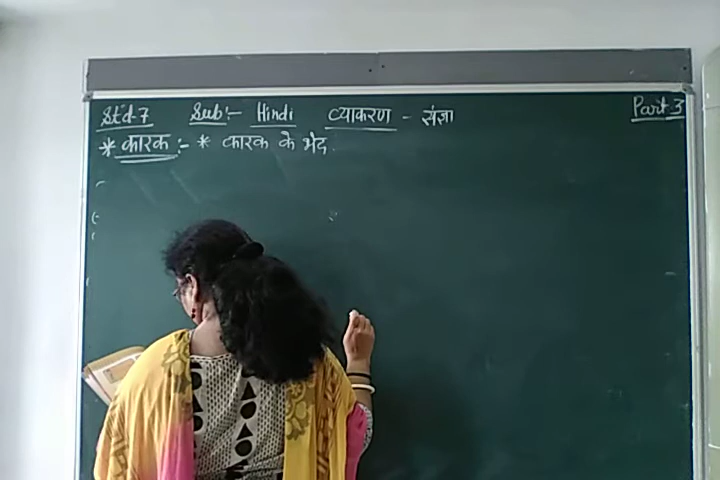 Std-7 Sub:- Hindi व्याकरण - संज्ञा Part 3
* कारक :- * कारक के भेद.